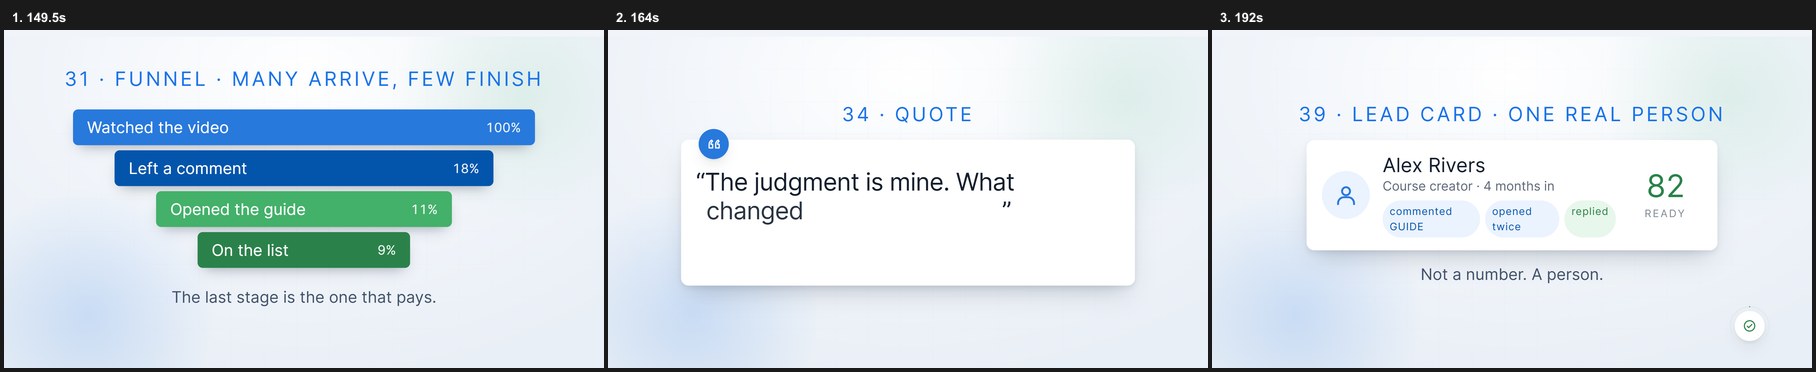 1. 149.5s
31 · FUNNEL · MANY ARRIVE, FEW FINISH
Watched the video 100%
Left a comment 18%
Opened the guide 11%
On the list 9%
The last stage is the one that pays.
2. 164s
34 · QUOTE
“The judgment is mine. What
changed ”
3. 192s
39 · LEAD CARD · ONE REAL PERSON
Alex Rivers
Course creator · 4 months in
commented
GUIDE
opened
twice
replied
82
READY
Not a number. A person.